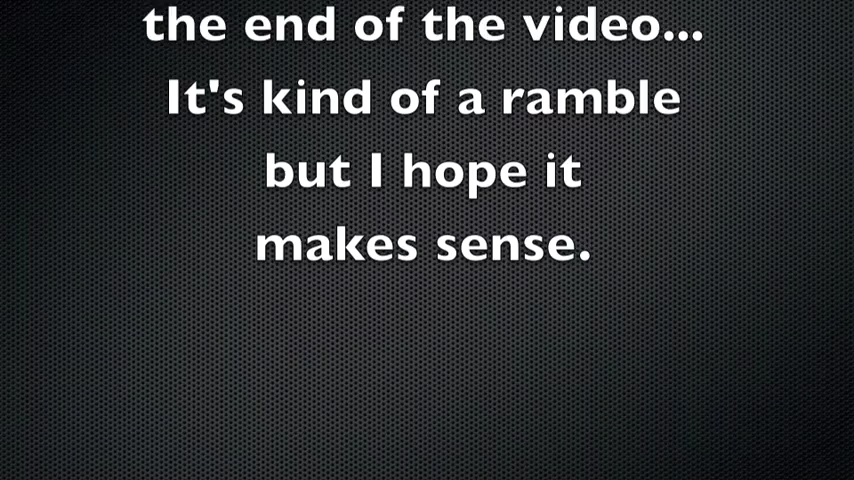 the end of the video...
It's kind of a ramble
but I hope it
makes sense.